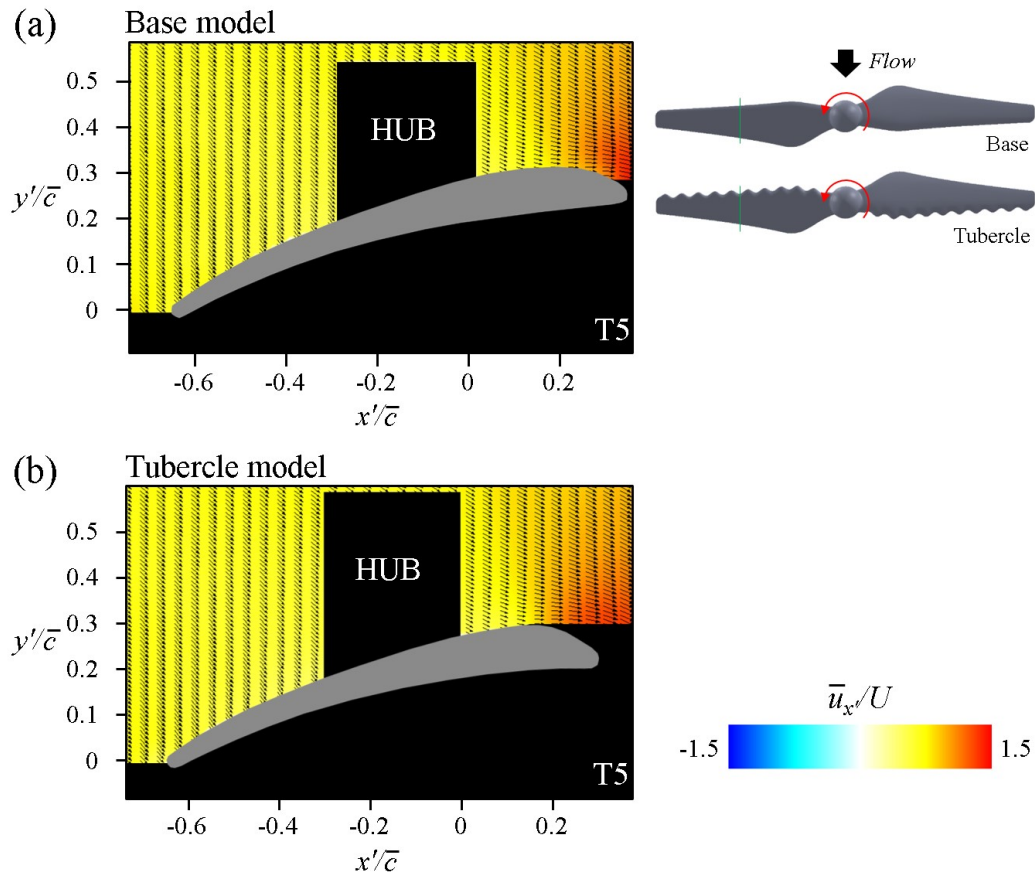 (a) Base model
0.5
0.4
0.3
0.2
0.1
0
y'/c̄
HUB
T5
-0.6 -0.4 -0.2 0 0.2
x'/c̄
Flow
Base
Tubercle
(b) Tubercle model
0.5
0.4
0.3
0.2
0.1
0
y'/c̄
HUB
T5
-0.6 -0.4 -0.2 0 0.2
x'/c̄
ū_x'/U
-1.5 1.5